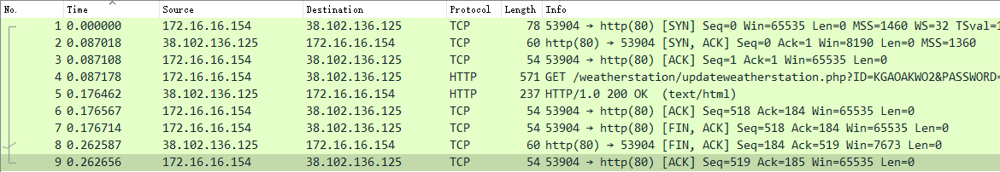 No. Time Source Destination Protocol Length Info
1 0.000000 172.16.16.154 38.102.136.125 TCP 78 53904 → http(80) [SYN] Seq=0 Win=65535 Len=0 MSS=1460 WS=32 TSval=1
2 0.087018 38.102.136.125 172.16.16.154 TCP 60 http(80) → 53904 [SYN, ACK] Seq=0 Ack=1 Win=8190 Len=0 MSS=1360
3 0.087108 172.16.16.154 38.102.136.125 TCP 54 53904 → http(80) [ACK] Seq=1 Ack=1 Win=65535 Len=0
4 0.087178 172.16.16.154 38.102.136.125 HTTP 571 GET /weatherstation/updateweatherstation.php?ID=KGAOAKWO2&PASSWORD=
5 0.176462 38.102.136.125 172.16.16.154 HTTP 237 HTTP/1.0 200 OK (text/html)
6 0.176567 172.16.16.154 38.102.136.125 TCP 54 53904 → http(80) [ACK] Seq=518 Ack=184 Win=65535 Len=0
7 0.176714 172.16.16.154 38.102.136.125 TCP 54 53904 → http(80) [FIN, ACK] Seq=518 Ack=184 Win=65535 Len=0
8 0.262587 38.102.136.125 172.16.16.154 TCP 60 http(80) → 53904 [FIN, ACK] Seq=184 Ack=519 Win=7673 Len=0
9 0.262656 172.16.16.154 38.102.136.125 TCP 54 53904 → http(80) [ACK] Seq=519 Ack=185 Win=65535 Len=0